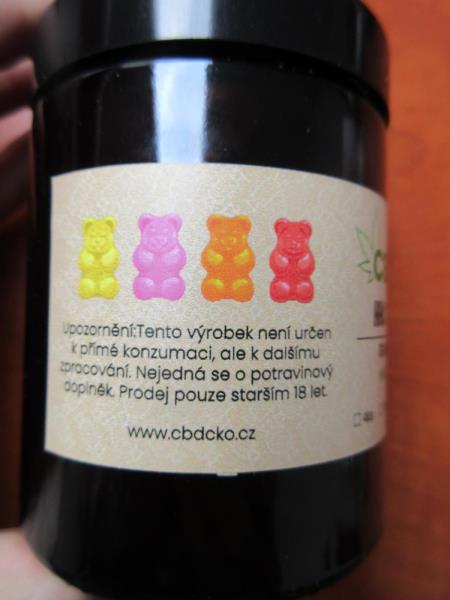 Upozornění:Tento výrobek není určen
k přímé konzumaci, ale k dalšímu
zpracování. Nejedná se o potravinový
doplněk. Prodej pouze starším 18 let.
www.cbdcko.cz